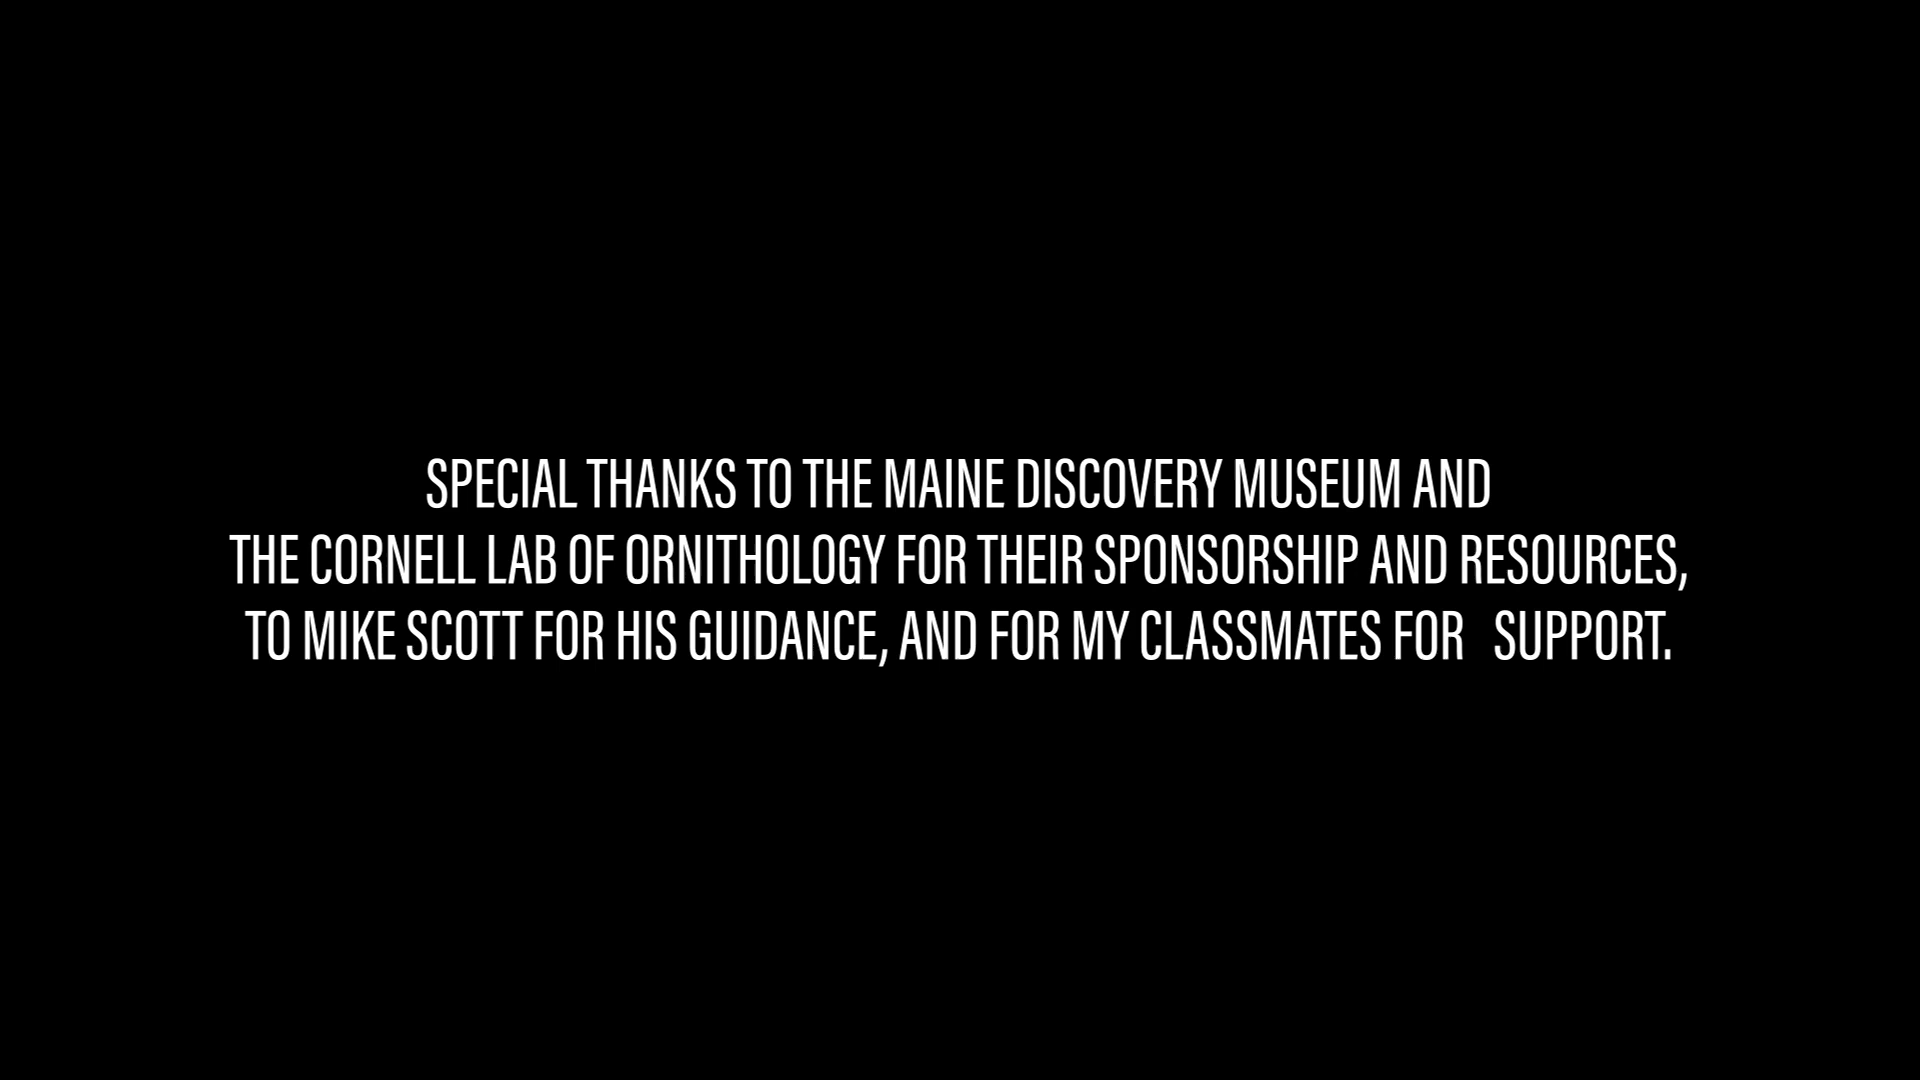 SPECIAL THANKS TO THE MAINE DISCOVERY MUSEUM AND
THE CORNELL LAB OF ORNITHOLOGY FOR THEIR SPONSORSHIP AND RESOURCES,
TO MIKE SCOTT FOR HIS GUIDANCE, AND FOR MY CLASSMATES FOR   SUPPORT.